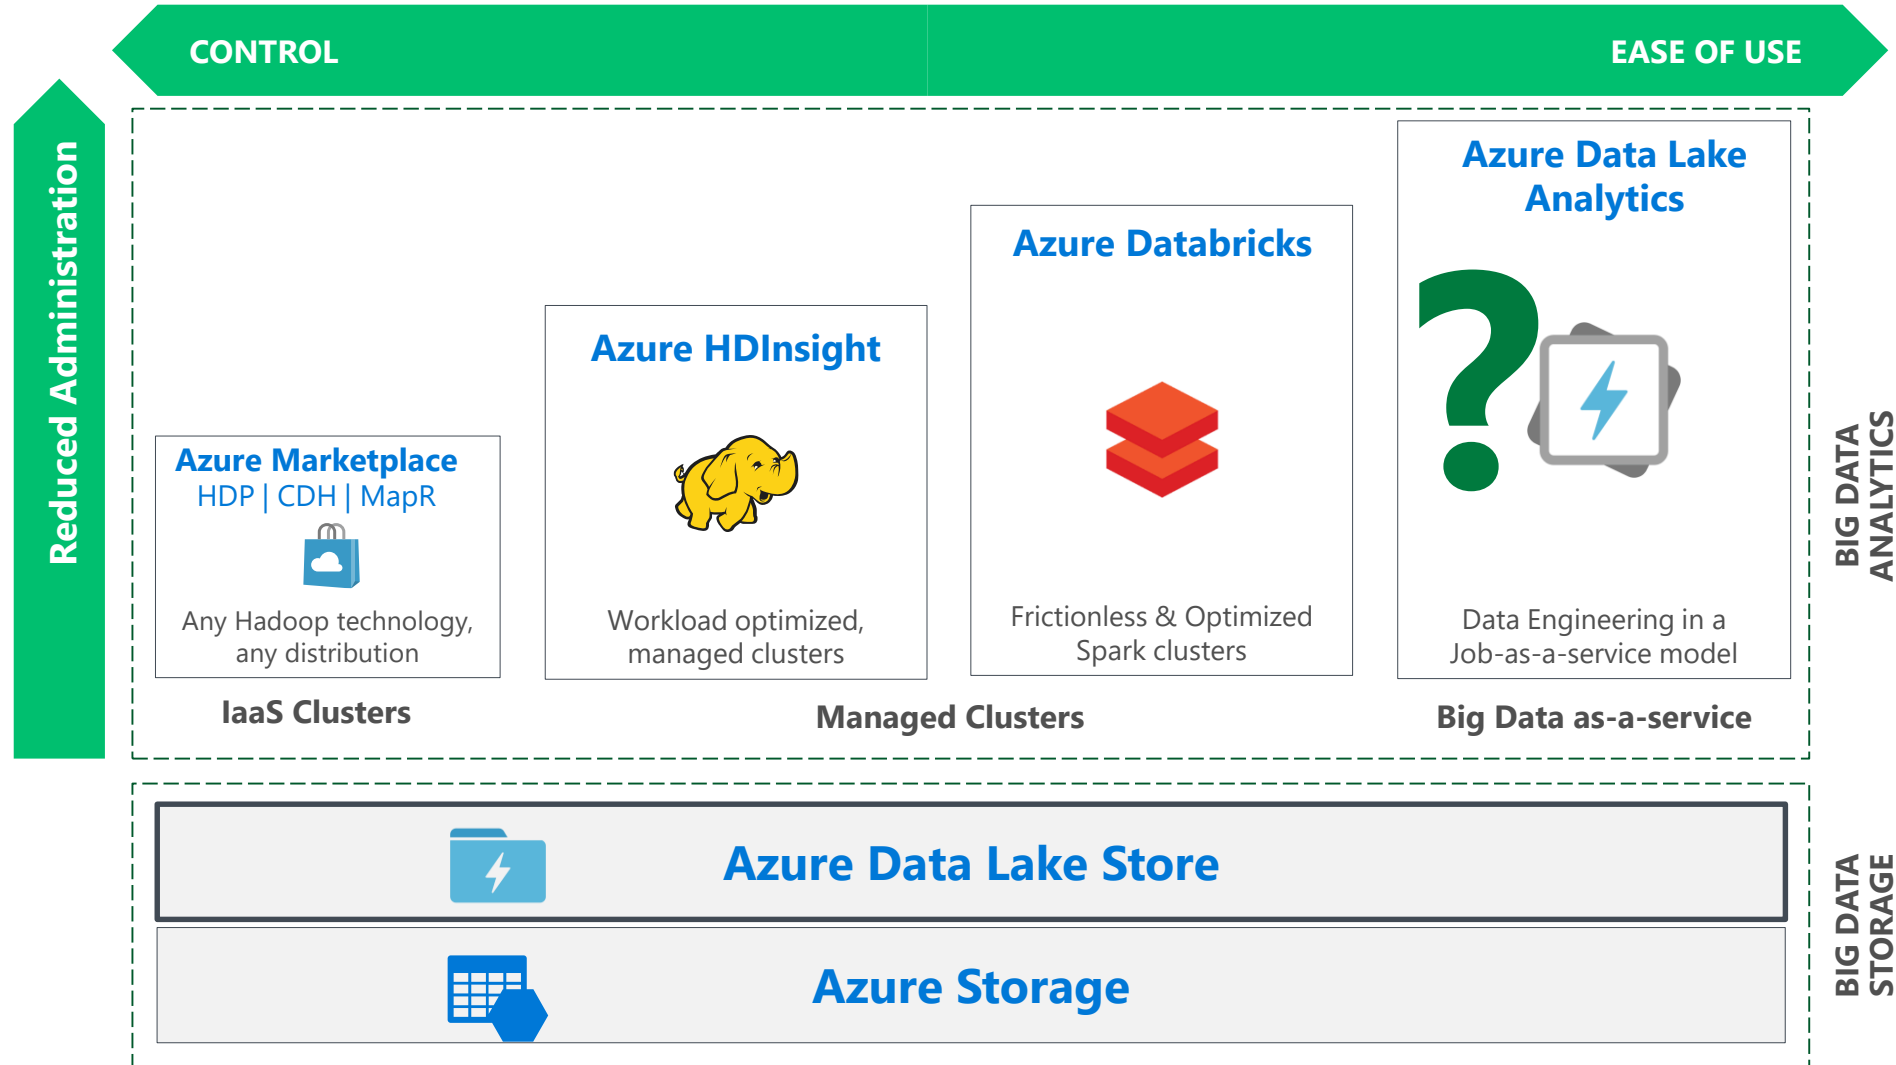 CONTROL
EASE OF USE
Reduced Administration
Azure Marketplace
HDP | CDH | MapR
Any Hadoop technology,
any distribution
IaaS Clusters
Azure HDInsight
Workload optimized,
managed clusters
Azure Databricks
Frictionless & Optimized
Spark clusters
Managed Clusters
Azure Data Lake
Analytics
?
Data Engineering in a
Job-as-a-service model
Big Data as-a-service
BIG DATA
ANALYTICS
Azure Data Lake Store
Azure Storage
BIG DATA
STORAGE